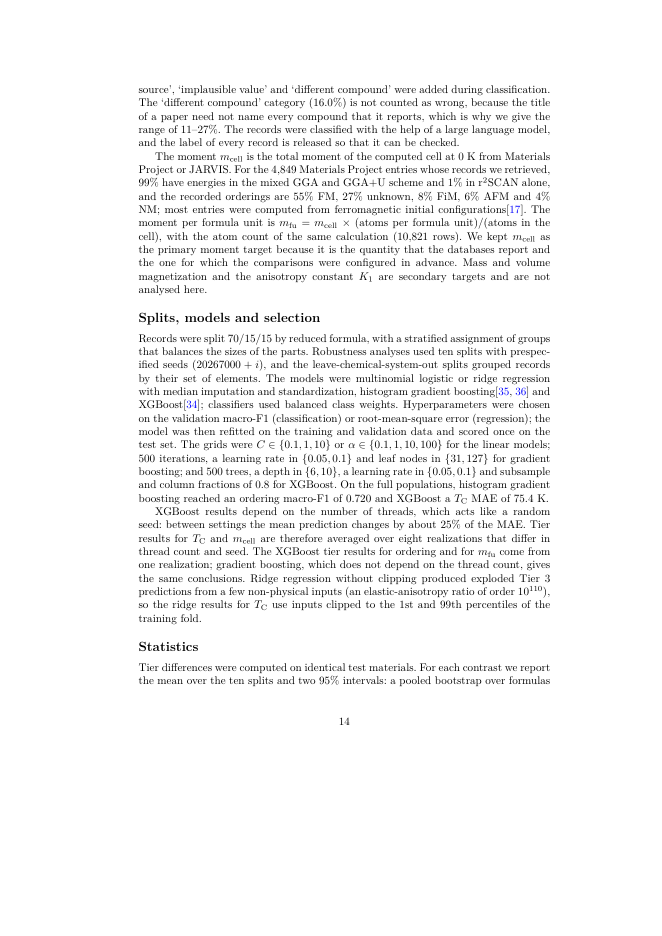 source’, ‘implausible value’ and ‘different compound’ were added during classification.
The ‘different compound’ category (16.0%) is not counted as wrong, because the title
of a paper need not name every compound that it reports, which is why we give the
range of 11–27%. The records were classified with the help of a large language model,
and the label of every record is released so that it can be checked.
The moment m_cell is the total moment of the computed cell at 0 K from Materials
Project or JARVIS. For the 4,849 Materials Project entries whose records we retrieved,
99% have energies in the mixed GGA and GGA+U scheme and 1% in r²SCAN alone,
and the recorded orderings are 55% FM, 27% unknown, 8% FiM, 6% AFM and 4%
NM; most entries were computed from ferromagnetic initial configurations[17]. The
moment per formula unit is m_fu = m_cell × (atoms per formula unit)/(atoms in the
cell), with the atom count of the same calculation (10,821 rows). We kept m_cell as
the primary moment target because it is the quantity that the databases report and
the one for which the comparisons were configured in advance. Mass and volume
magnetization and the anisotropy constant K₁ are secondary targets and are not
analysed here.
Splits, models and selection
Records were split 70/15/15 by reduced formula, with a stratified assignment of groups
that balances the sizes of the parts. Robustness analyses used ten splits with prespec-
ified seeds (20267000 + i), and the leave-chemical-system-out splits grouped records
by their set of elements. The models were multinomial logistic or ridge regression
with median imputation and standardization, histogram gradient boosting[35, 36] and
XGBoost[34]; classifiers used balanced class weights. Hyperparameters were chosen
on the validation macro-F1 (classification) or root-mean-square error (regression); the
model was then refitted on the training and validation data and scored once on the
test set. The grids were C ∈ {0.1, 1, 10} or α ∈ {0.1, 1, 10, 100} for the linear models;
500 iterations, a learning rate in {0.05, 0.1} and leaf nodes in {31, 127} for gradient
boosting; and 500 trees, a depth in {6, 10}, a learning rate in {0.05, 0.1} and subsample
and column fractions of 0.8 for XGBoost. On the full populations, histogram gradient
boosting reached an ordering macro-F1 of 0.720 and XGBoost a T_C MAE of 75.4 K.
XGBoost results depend on the number of threads, which acts like a random
seed: between settings the mean prediction changes by about 25% of the MAE. Tier
results for T_C and m_cell are therefore averaged over eight realizations that differ in
thread count and seed. The XGBoost tier results for ordering and for m_fu come from
one realization; gradient boosting, which does not depend on the thread count, gives
the same conclusions. Ridge regression without clipping produced exploded Tier 3
predictions from a few non-physical inputs (an elastic-anisotropy ratio of order 10¹¹⁰),
so the ridge results for T_C use inputs clipped to the 1st and 99th percentiles of the
training fold.
Statistics
Tier differences were computed on identical test materials. For each contrast we report
the mean over the ten splits and two 95% intervals: a pooled bootstrap over formulas
14